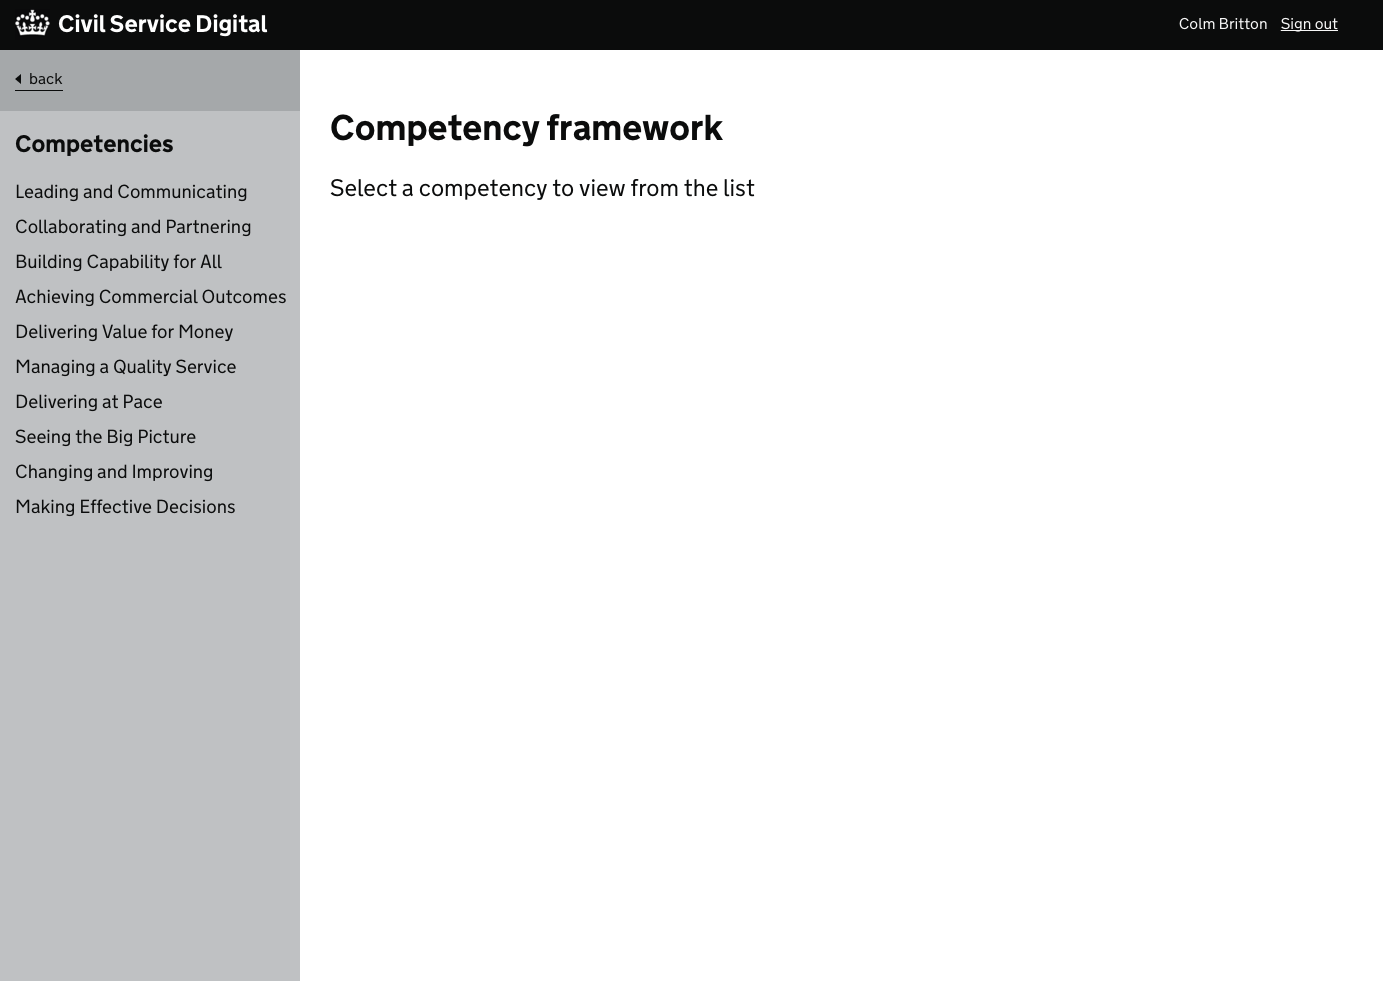 Civil Service Digital
Colm Britton Sign out
back
Competencies
Leading and Communicating
Collaborating and Partnering
Building Capability for All
Achieving Commercial Outcomes
Delivering Value for Money
Managing a Quality Service
Delivering at Pace
Seeing the Big Picture
Changing and Improving
Making Effective Decisions
Competency framework
Select a competency to view from the list